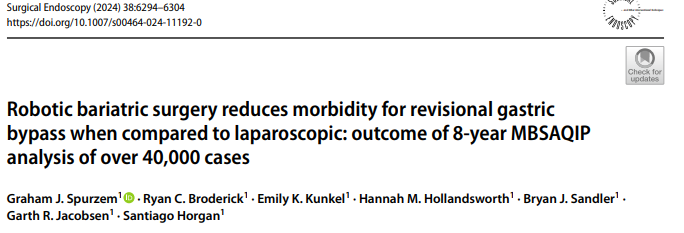 Surgical Endoscopy (2024) 38:6294–6304
https://doi.org/10.1007/s00464-024-11192-0
Check for
updates
Robotic bariatric surgery reduces morbidity for revisional gastric
bypass when compared to laparoscopic: outcome of 8-year MBSAQIP
analysis of over 40,000 cases
Graham J. Spurzem¹ iD · Ryan C. Broderick¹ · Emily K. Kunkel¹ · Hannah M. Hollandsworth¹ · Bryan J. Sandler¹ ·
Garth R. Jacobsen¹ · Santiago Horgan¹